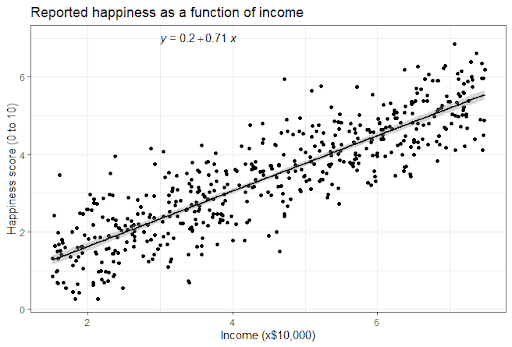 Reported happiness as a function of income
y = 0.2+0.71 x
Happiness score (0 to 10)
6
4
2
0
2 4 6
Income (x$10,000)